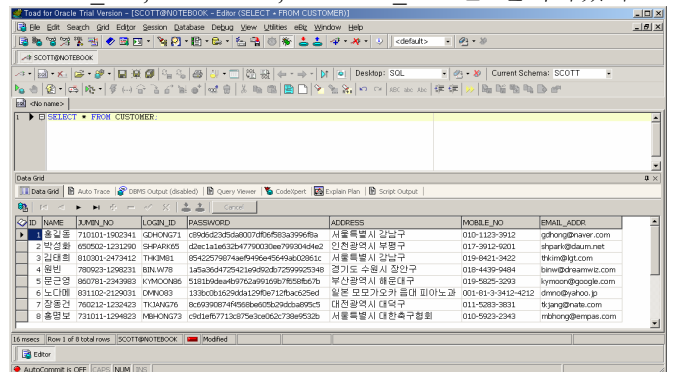 Toad for Oracle Trial Version - [SCOTT@NOTEBOOK - Editor (SELECT * FROM CUSTOMER)]
File Edit Search Grid Editor Session Database Debug View Utilities eBiz Window Help
<default>
SCOTT@NOTEBOOK
Desktop: SQL Current Schema: SCOTT
ABC abc Abc
<No name>
1 SELECT * FROM CUSTOMER;
Data Grid
Data Grid Auto Trace DBMS Output (disabled) Query Viewer CodeXpert Explain Plan Script Output
Cancel
ID NAME JUMIN_NO LOGIN_ID PASSWORD ADDRESS MOBILE_NO EMAIL_ADDR
1 홍길동 710101-1902341 GDHONG71 c89d6d23d5da8007df06f583a3996f8a 서울특별시 강남구 010-1123-3912 gdhong@naver.com
2 박성화 650502-1231290 SHPARK65 d2ec1a1e632b47790030ee799304d4e2 인천광역시 부평구 017-3912-9201 shpark@daum.net
3 김태희 810301-2473412 THKIM81 85422579874aef9496e45649ab02861c 서울특별시 강남구 019-8421-3422 thkim@lgt.com
4 원빈 780923-1298231 BIN.W78 1a5a36d4725421e9d92db72599925348 경기도 수원시 장안구 018-4439-9484 binw@dreamwiz.com
5 문근영 860781-2343983 KYMOON86 5181b9dea4b9762a99169b7f658fb67b 부산광역시 해운대구 019-5825-3293 kymoon@google.com
6 노다메 831102-2129031 DMNO83 133bc0b1629dda129f0e712fbac625ed 일본 모모가오카 음대 피아노과 001-81-3-3412-4212 dmno@yahoo.jp
7 장동건 760212-1232423 TKJANG76 8c69390874f4568be605b29dcba895c5 대전광역시 대덕구 011-5283-3831 tkjang@nate.com
8 홍명보 731011-1294823 MBHONG73 c9d1ef67713c875e3ce062c738e9532b 서울특별시 대한축구협회 010-5923-2343 mbhong@empas.com
16 msecs Row 1 of 8 total rows SCOTT@NOTEBOOK Modified
Editor
AutoCommit is OFF CAPS NUM INS